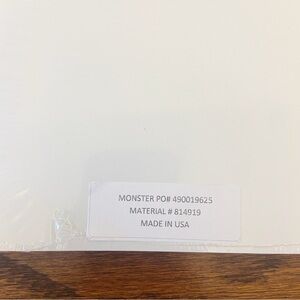 MONSTER PO# 490019625
MATERIAL # 814919
MADE IN USA